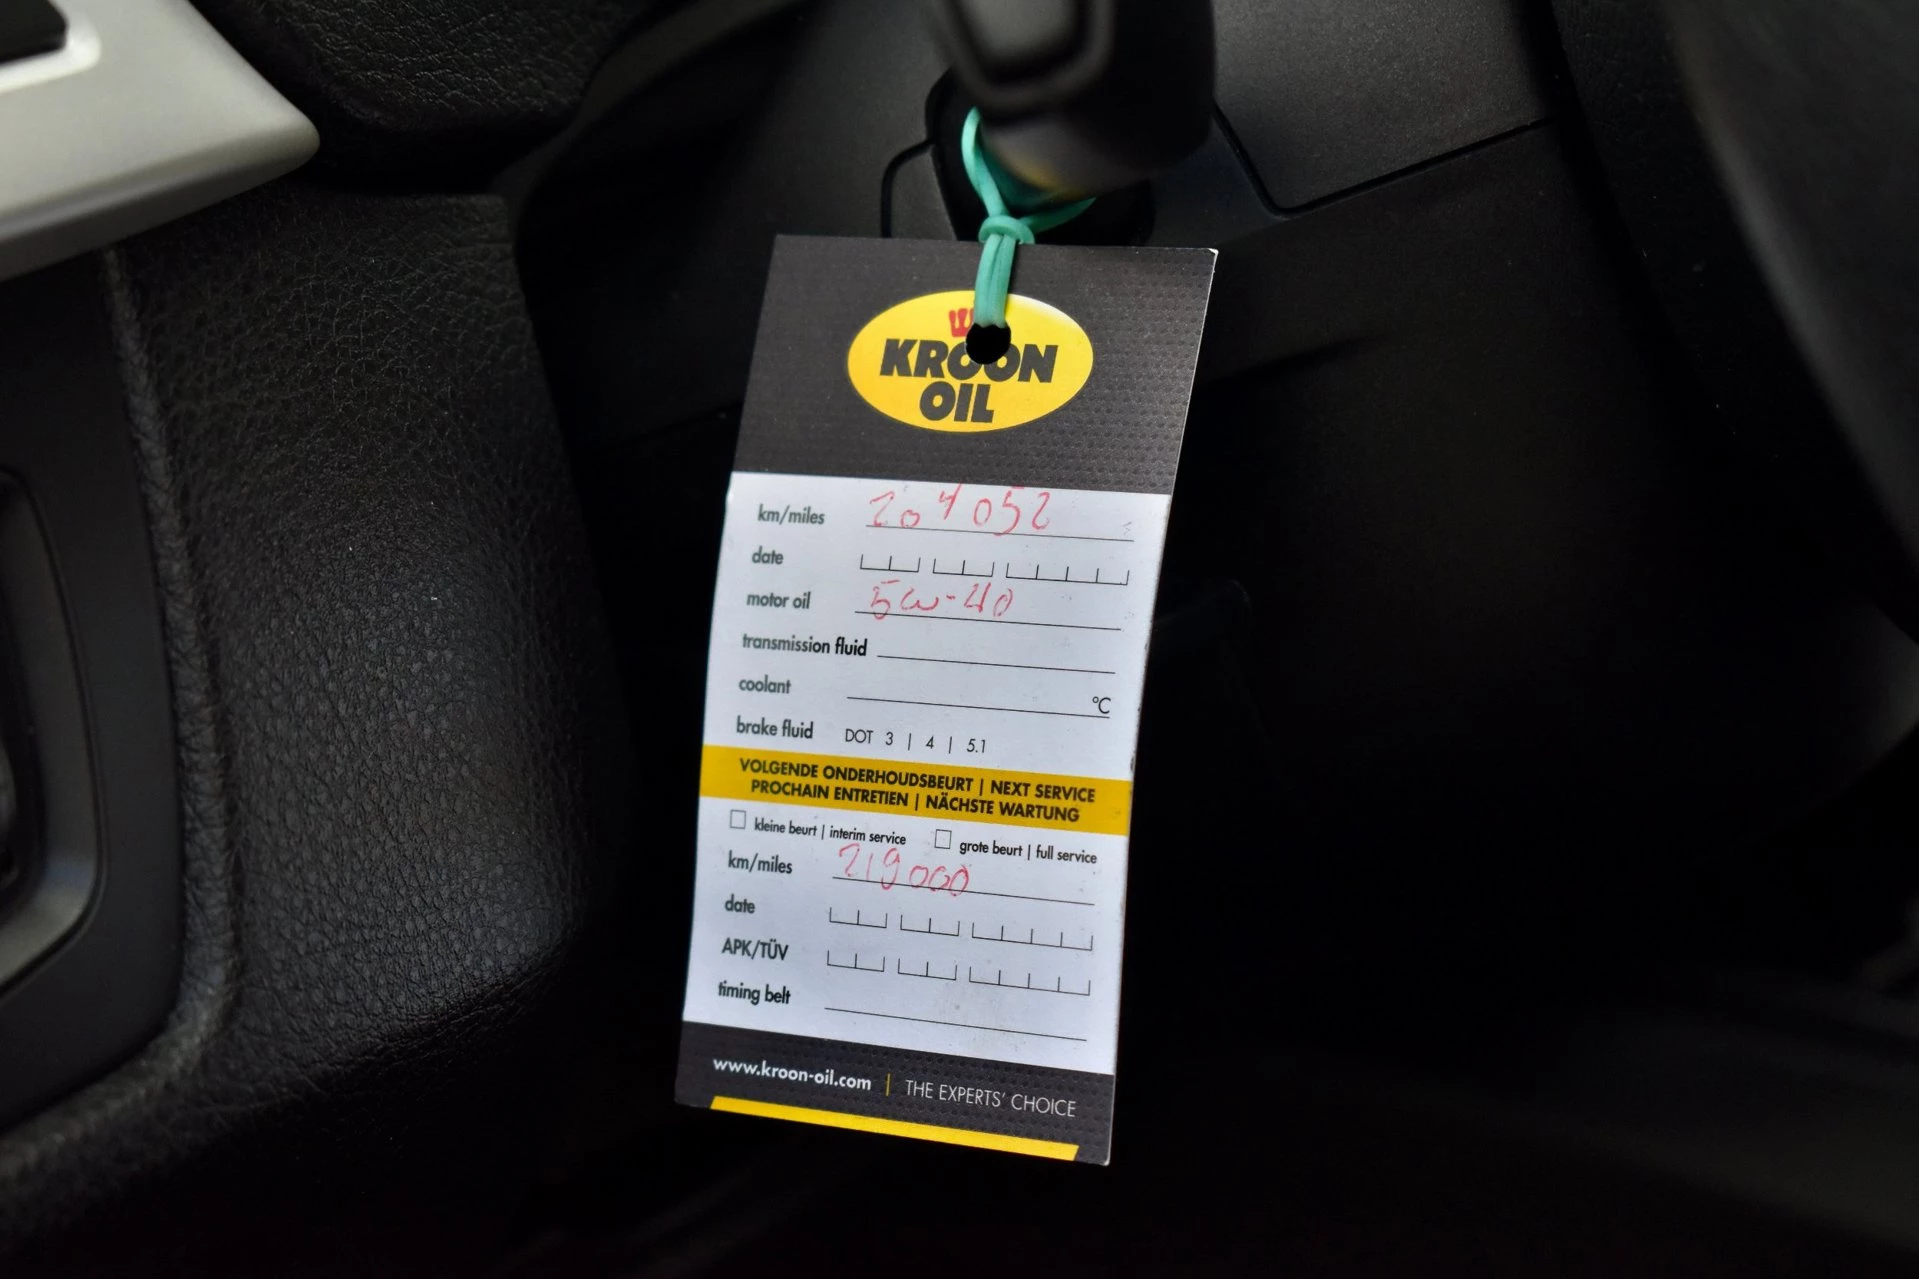 KROON
OIL
km/miles 204052
date
motor oil 5w-40
transmission fluid
coolant °C
brake fluid DOT 3 | 4 | 5.1
VOLGENDE ONDERHOUDSBEURT | NEXT SERVICE
PROCHAIN ENTRETIEN | NÄCHSTE WARTUNG
kleine beurt | interim service grote beurt | full service
km/miles 219000
date
APK/TÜV
timing belt
www.kroon-oil.com | THE EXPERTS' CHOICE